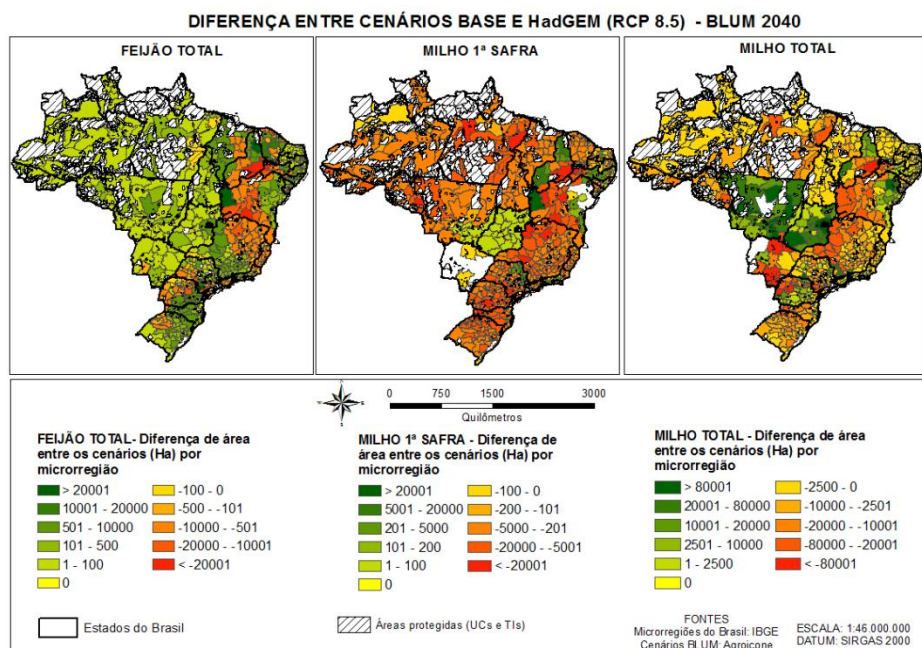 DIFERENÇA ENTRE CENÁRIOS BASE E HadGEM (RCP 8.5) - BLUM 2040
FEIJÃO TOTAL
MILHO 1ª SAFRA
MILHO TOTAL
0 750 1500 3000
Quilômetros
FEIJÃO TOTAL- Diferença de área
entre os cenários (Ha) por
microrregião
> 20001
10001 - 20000
501 - 10000
101 - 500
1 - 100
0
-100 - 0
-500 - -101
-10000 - -501
-20000 - -10001
< -20001
MILHO 1ª SAFRA - Diferença de
área entre os cenários (Ha) por
microrregião
> 20001
5001 - 20000
201 - 5000
101 - 200
1 - 100
0
-100 - 0
-200 - -101
-5000 - -201
-20000 - -5001
< -20001
MILHO TOTAL - Diferença de área
entre os cenários (Ha) por
microrregião
> 80001
20001 - 80000
10001 - 20000
2501 - 10000
1 - 2500
0
-2500 - 0
-10000 - -2501
-20000 - -10001
-80000 - -20001
< -80001
Estados do Brasil
Áreas protegidas (UCs e TIs)
FONTES
Microrregiões do Brasil: IBGE
Cenários BLUM: Agroicone
ESCALA: 1:46.000.000
DATUM: SIRGAS 2000